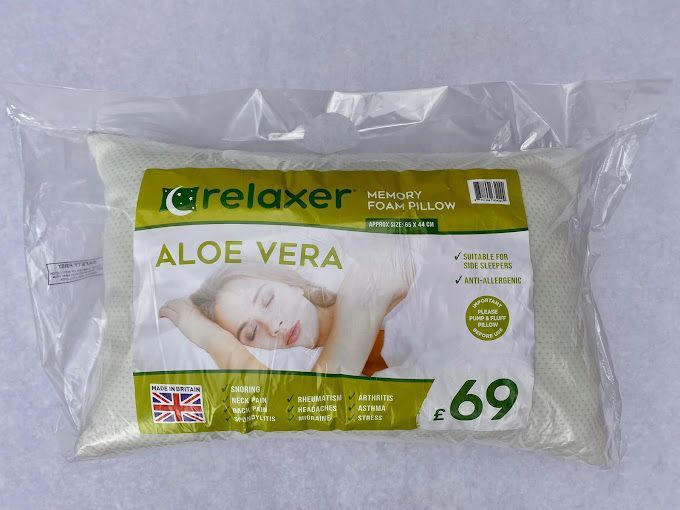 relaxer®
MEMORY
FOAM PILLOW
APPROX SIZE: 65 X 44 CM
ALOE VERA
✓ SUITABLE FOR
SIDE SLEEPERS
✓ ANTI-ALLERGENIC
IMPORTANT
PLEASE
PUMP & FLUFF
PILLOW
BEFORE USE
MADE IN BRITAIN
✓ SNORING
✓ NECK PAIN
✓ BACK PAIN
✓ SPONDYLITIS
✓ RHEUMATISM
✓ HEADACHES
✓ MIGRAINE
✓ ARTHRITIS
✓ ASTHMA
✓ STRESS
£69